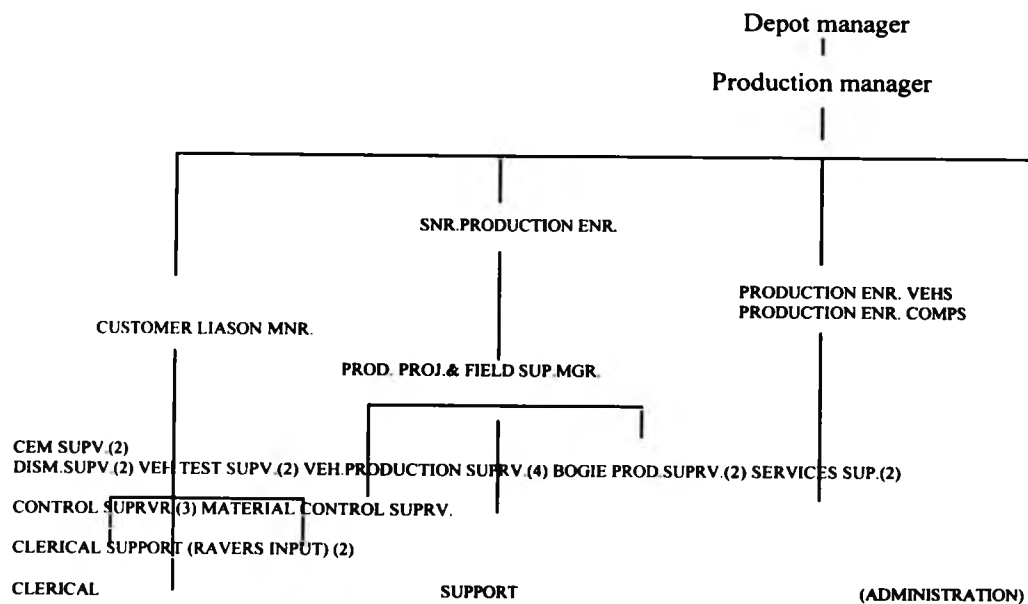 Depot manager
Production manager
SNR.PRODUCTION ENR.
PRODUCTION ENR. VEHS
PRODUCTION ENR. COMPS
CUSTOMER LIASON MNR.
PROD. PROJ.& FIELD SUP.MGR.
CEM SUPV.(2)
DISM.SUPV.(2) VEH TEST SUPV.(2) VEH.PRODUCTION SUPRV.(4) BOGIE PROD.SUPRV.(2) SERVICES SUP.(2)
CONTROL SUPRVR.(3) MATERIAL CONTROL SUPRV.
CLERICAL SUPPORT (RAVERS INPUT) (2)
CLERICAL SUPPORT (ADMINISTRATION)